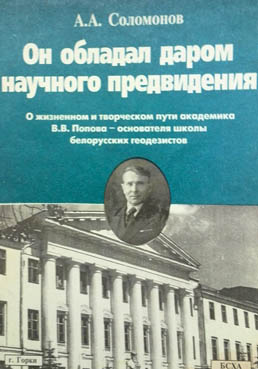 А.А. Соломонов
Он обладал даром
научного предвидения
О жизненном и творческом пути академика
В.В. Попова – основателя школы
белорусских геодезистов
г. Горки
БСХА